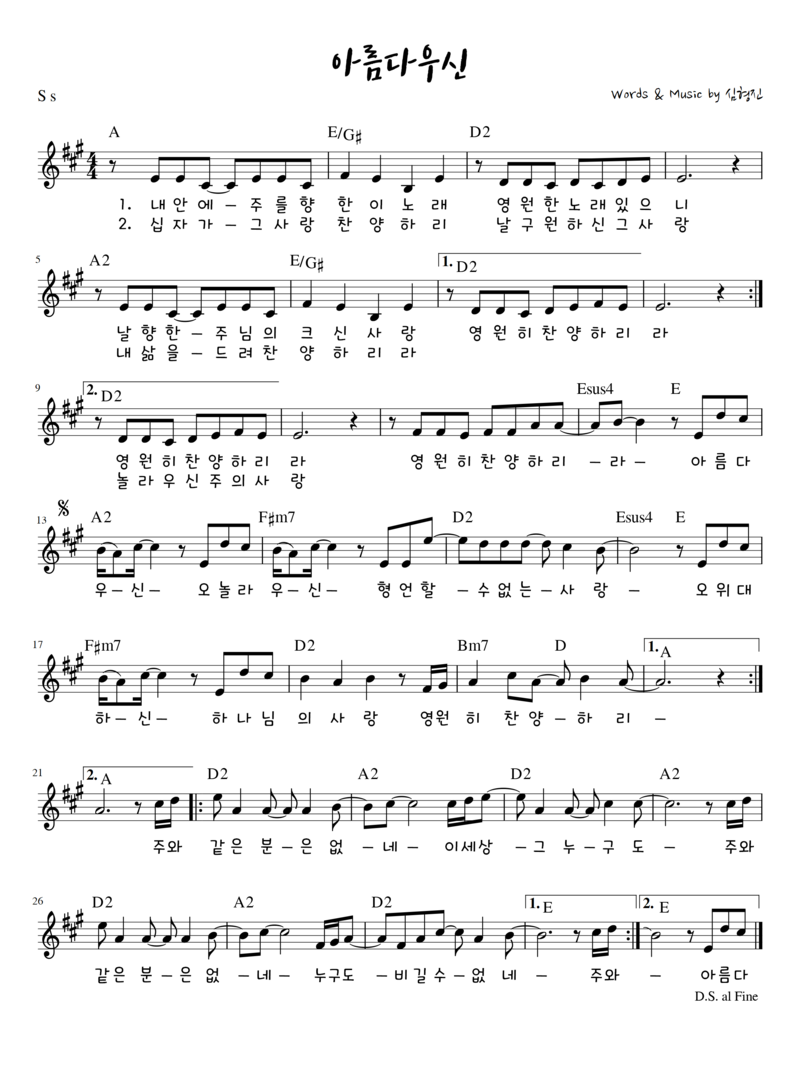 아름다우신
S s
Words & Music by 심형진
A E/G# D2
1. 내 안 에 - 주 를 향 한 이 노 래 영 원 한 노 래 있 으 니
2. 십 자 가 - 그 사 랑 찬 양 하 리 날 구 원 하 신 그 사 랑
5 A2 E/G# 1. D2
날 향 한 - 주 님 의 크 신 사 랑 영 원 히 찬 양 하 리 라
내 삶 을 - 드 려 찬 양 하 리 라
9 2. D2 Esus4 E
영 원 히 찬 양 하 리 라 영 원 히 찬 양 하 리 - 라 - 아 름 다
놀 라 우 신 주 의 사 랑
13 A2 F#m7 D2 Esus4 E
우 - 신 - 오 놀 라 우 - 신 - 형 언 할 - 수 없 는 - 사 랑 - 오 위 대
17 F#m7 D2 Bm7 D 1. A
하 - 신 - 하 나 님 의 사 랑 영원 히 찬 양 - 하 리 -
21 2. A D2 A2 D2 A2
주와 같 은 분 - 은 없 - 네 - 이세상 - 그 누 - 구 도 - 주와
26 D2 A2 D2 1. E 2. E
같 은 분 - 은 없 - 네 - 누구도 - 비 길 수 - 없 네 - 주와 - 아 름 다
D.S. al Fine